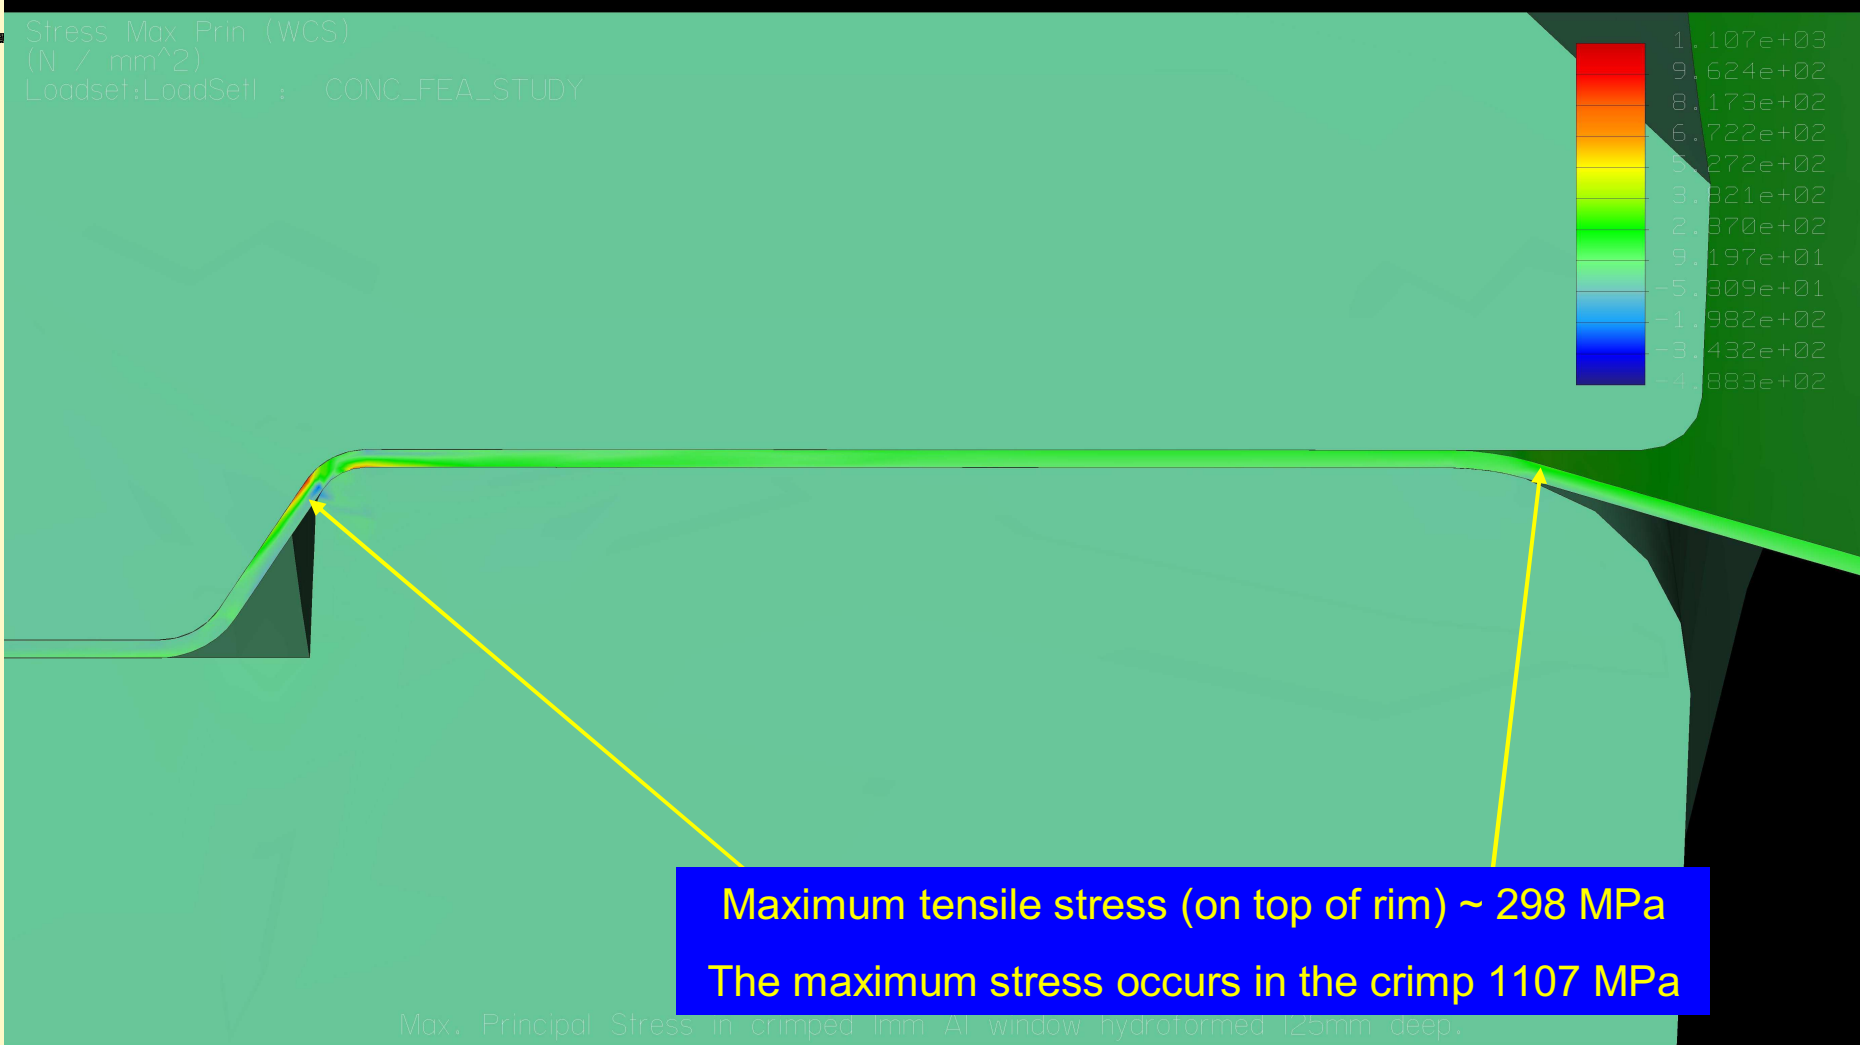 Stress Max Prin (WCS)
(N / mm^2)
Loadset:LoadSet1 : CONC_FEA_STUDY
1.107e+03
9.624e+02
8.173e+02
6.722e+02
5.272e+02
3.821e+02
2.370e+02
9.197e+01
-5.309e+01
-1.982e+02
-3.432e+02
-4.883e+02
Maximum tensile stress (on top of rim) ~ 298 MPa
The maximum stress occurs in the crimp 1107 MPa
Max. Principal Stress in crimped 1mm Al window hydroformed 125mm deep.